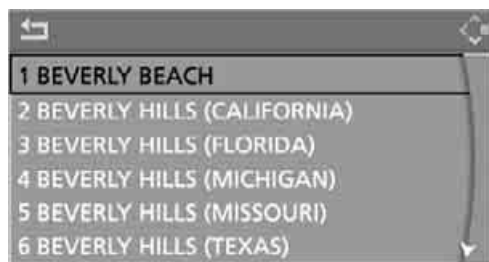 1 BEVERLY BEACH
2 BEVERLY HILLS (CALIFORNIA)
3 BEVERLY HILLS (FLORIDA)
4 BEVERLY HILLS (MICHIGAN)
5 BEVERLY HILLS (MISSOURI)
6 BEVERLY HILLS (TEXAS)